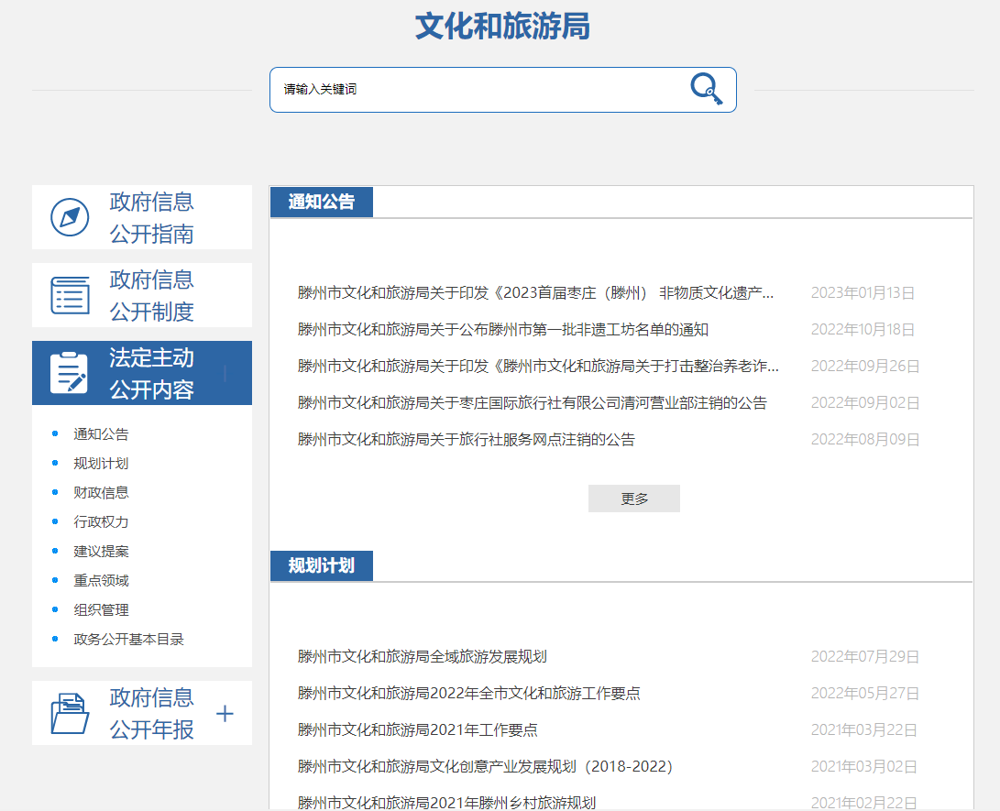 文化和旅游局
请输入关键词
政府信息
公开指南
政府信息
公开制度
法定主动
公开内容
通知公告
规划计划
财政信息
行政权力
建议提案
重点领域
组织管理
政务公开基本目录
政府信息
公开年报
通知公告
滕州市文化和旅游局关于印发《2023首届枣庄（滕州） 非物质文化遗产... 2023年01月13日
滕州市文化和旅游局关于公布滕州市第一批非遗工坊名单的通知 2022年10月18日
滕州市文化和旅游局关于印发《滕州市文化和旅游局关于打击整治养老诈... 2022年09月26日
滕州市文化和旅游局关于枣庄国际旅行社有限公司清河营业部注销的公告 2022年09月02日
滕州市文化和旅游局关于旅行社服务网点注销的公告 2022年08月09日
更多
规划计划
滕州市文化和旅游局全域旅游发展规划 2022年07月29日
滕州市文化和旅游局2022年全市文化和旅游工作要点 2022年05月27日
滕州市文化和旅游局2021年工作要点 2021年03月22日
滕州市文化和旅游局文化创意产业发展规划（2018-2022） 2021年03月02日
滕州市文化和旅游局2021年滕州乡村旅游规划 2021年02月22日